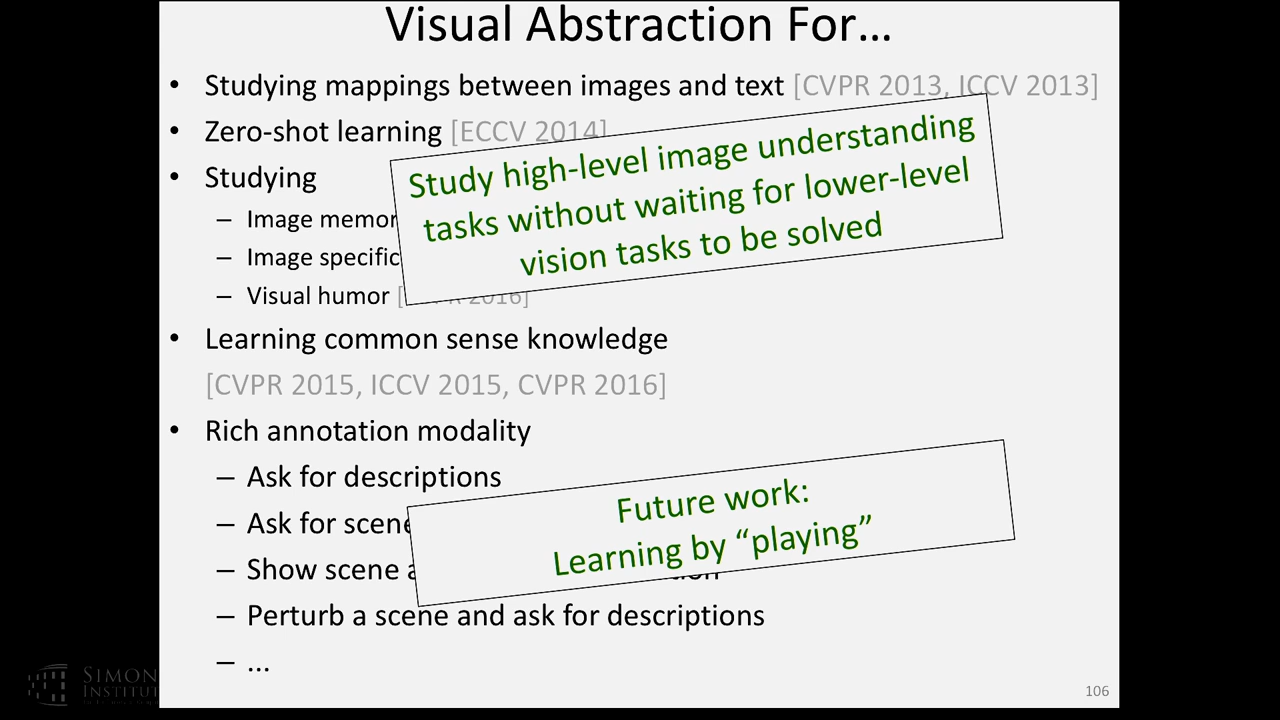 Visual Abstraction For...
• Studying mappings between images and text [CVPR 2013, ICCV 2013]
• Zero-shot learning [ECCV 2014]
• Studying
– Image
– Image
– Visual humor
Study high-level image understanding
tasks without waiting for lower-level
vision tasks to be solved
• Learning common sense knowledge
[CVPR 2015, ICCV 2015, CVPR 2016]
• Rich annotation modality
– Ask for descriptions
– Ask for
– Show scene
– Perturb a scene and ask for descriptions
– ...
Future work:
Learning by “playing”
106